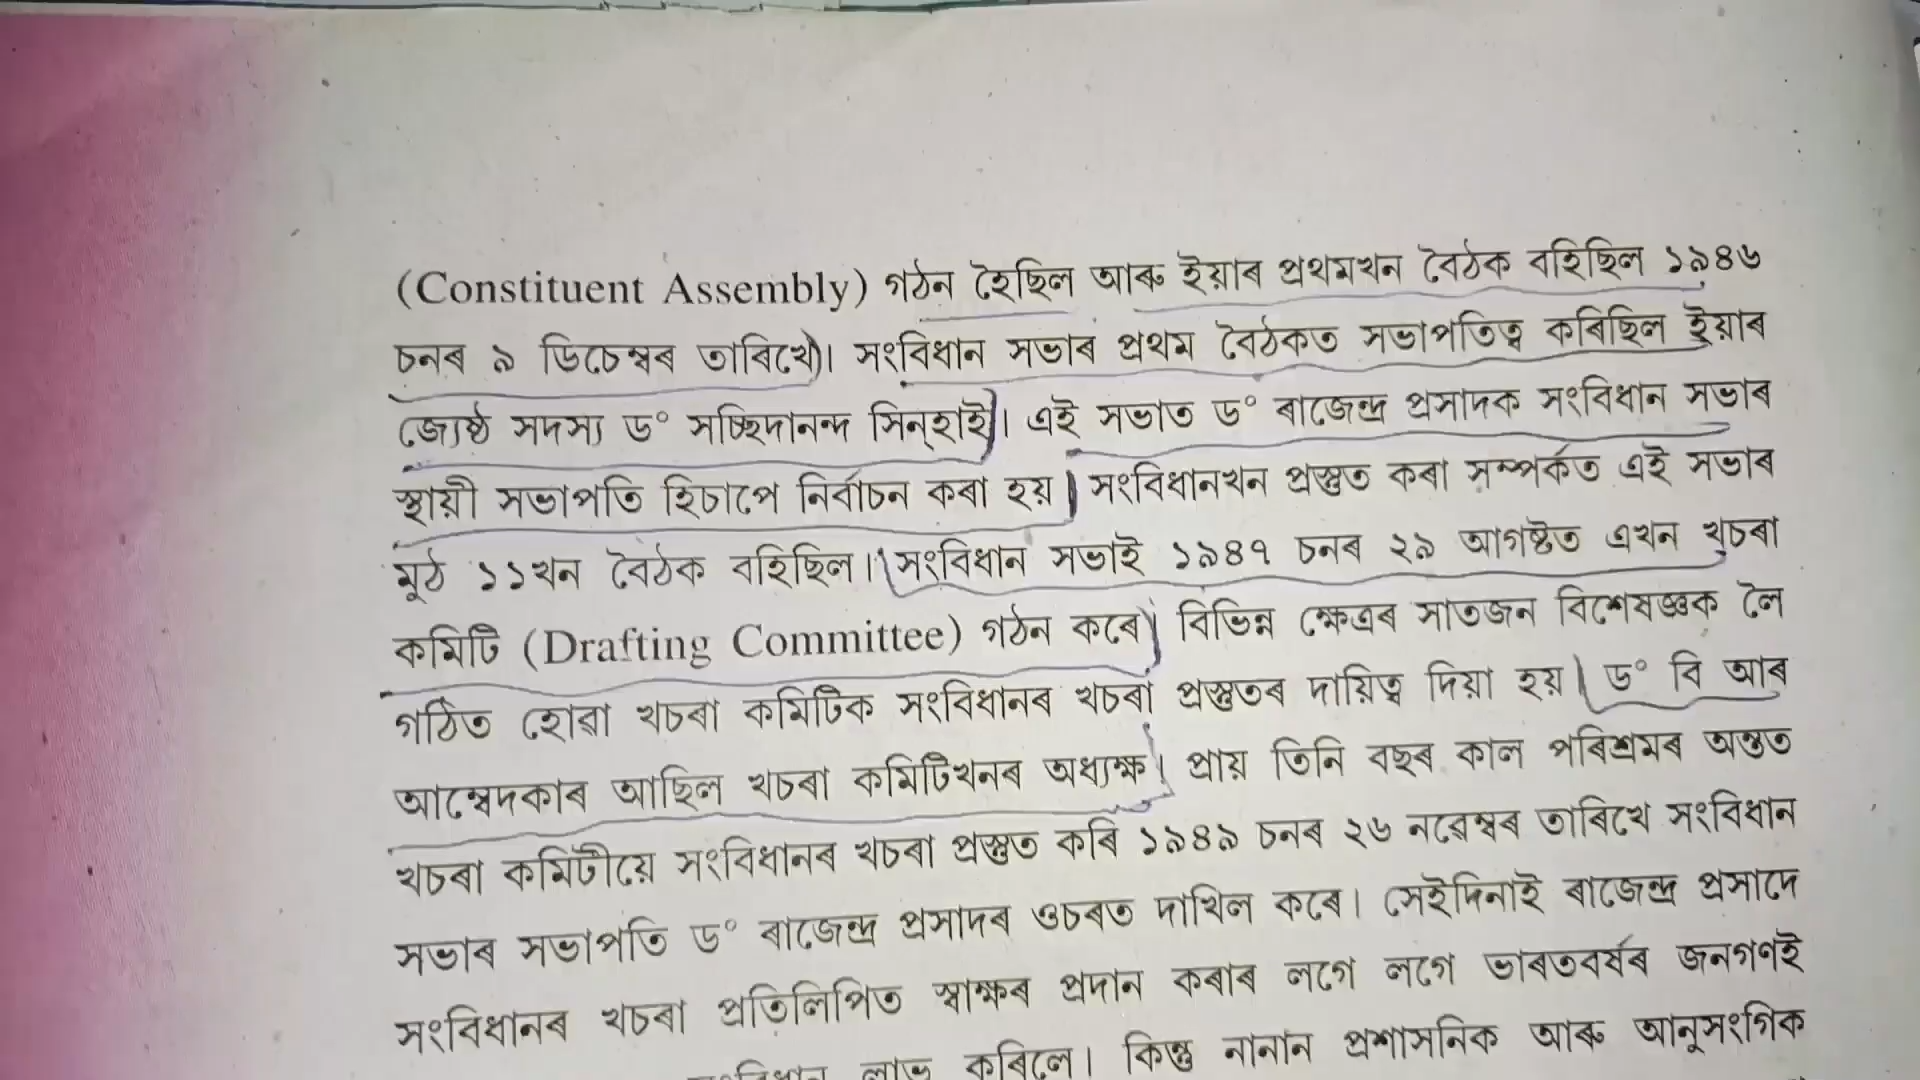 (Constituent Assembly) গঠন হৈছিল আৰু ইয়াৰ প্ৰথমখন বৈঠক বহিছিল ১৯৪৬
চনৰ ৯ ডিচেম্বৰ তাৰিখে)। সংবিধান সভাৰ প্ৰথম বৈঠকত সভাপতিত্ব কৰিছিল ইয়াৰ
জ্যেষ্ঠ সদস্য ড° সচ্ছিদানন্দ সিন্‌হাই। এই সভাত ড° ৰাজেন্দ্ৰ প্ৰসাদক সংবিধান সভাৰ
স্থায়ী সভাপতি হিচাপে নিৰ্বাচন কৰা হয়। সংবিধানখন প্ৰস্তুত কৰা সম্পৰ্কত এই সভাৰ
মুঠ ১১খন বৈঠক বহিছিল। সংবিধান সভাই ১৯৪৭ চনৰ ২৯ আগষ্টত এখন খচৰা
কমিটি (Drafting Committee) গঠন কৰে। বিভিন্ন ক্ষেত্ৰৰ সাতজন বিশেষজ্ঞক লৈ
গঠিত হোৱা খচৰা কমিটিক সংবিধানৰ খচৰা প্ৰস্তুতৰ দায়িত্ব দিয়া হয়। ড° বি আৰ
আম্বেদকাৰ আছিল খচৰা কমিটিখনৰ অধ্যক্ষ। প্ৰায় তিনি বছৰ কাল পৰিশ্ৰমৰ অন্তত
খচৰা কমিটীয়ে সংবিধানৰ খচৰা প্ৰস্তুত কৰি ১৯৪৯ চনৰ ২৬ নৱেম্বৰ তাৰিখে সংবিধান
সভাৰ সভাপতি ড° ৰাজেন্দ্ৰ প্ৰসাদৰ ওচৰত দাখিল কৰে। সেইদিনাই ৰাজেন্দ্ৰ প্ৰসাদে
সংবিধানৰ খচৰা প্ৰতিলিপিত স্বাক্ষৰ প্ৰদান কৰাৰ লগে লগে ভাৰতবৰ্ষৰ জনগণই
লাভ কৰিলে। কিন্তু নানান প্ৰশাসনিক আৰু আনুসংগিক